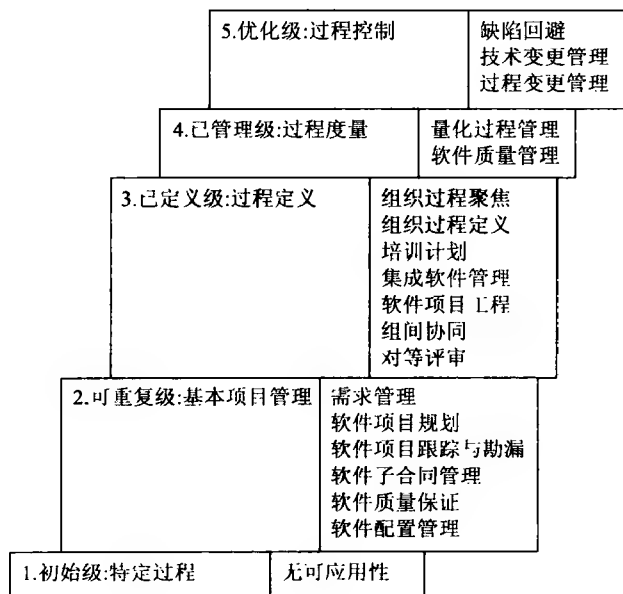 5.优化级:过程控制
缺陷回避
技术变更管理
过程变更管理
4.已管理级:过程度量
量化过程管理
软件质量管理
3.已定义级:过程定义
组织过程聚焦
组织过程定义
培训计划
集成软件管理
软件项目工程
组间协同
对等评审
2.可重复级:基本项目管理
需求管理
软件项目规划
软件项目跟踪与勘漏
软件子合同管理
软件质量保证
软件配置管理
1.初始级:特定过程
无可应用性